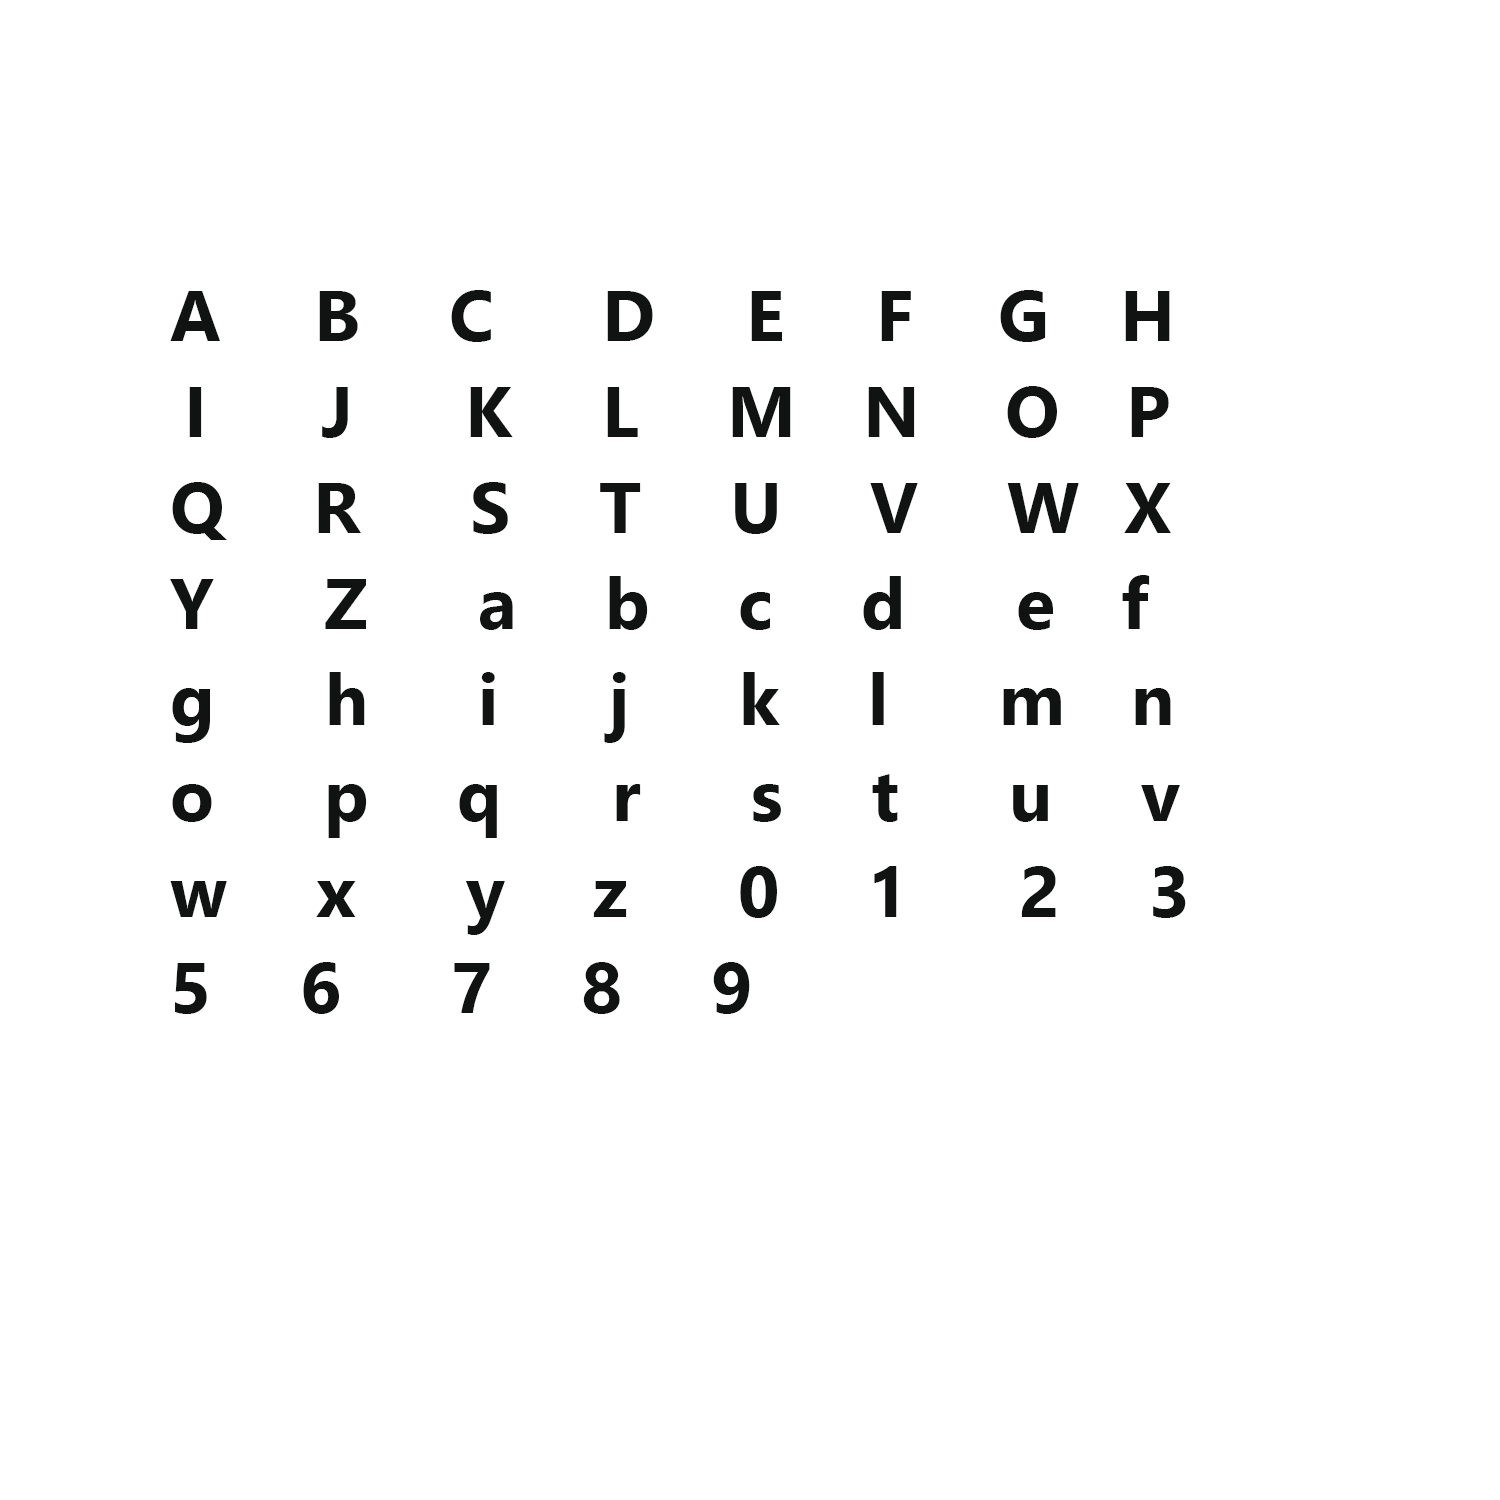 A B C D E F G H
I J K L M N O P
Q R S T U V W X
Y Z a b c d e f
g h i j k l m n
o p q r s t u v
w x y z 0 1 2 3
5 6 7 8 9